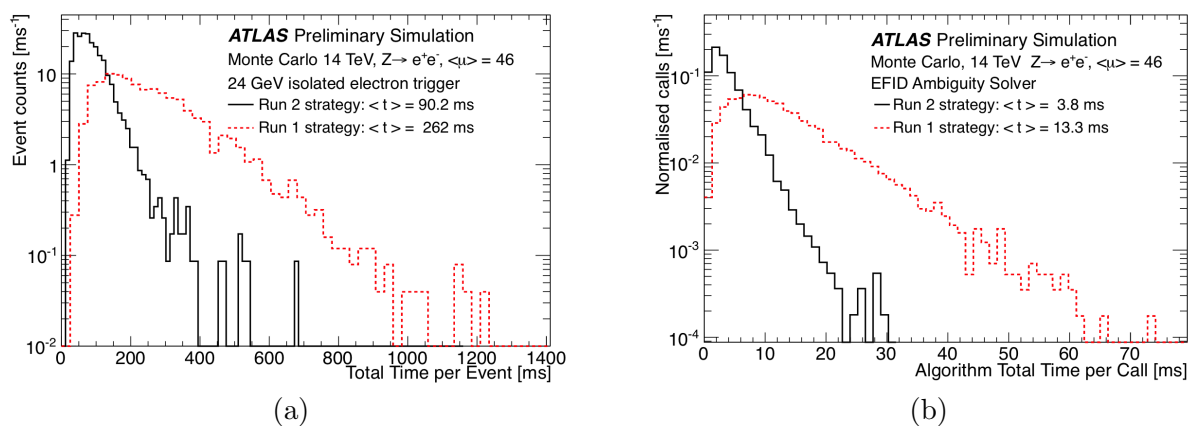 Event counts [ms⁻¹]
10
1
10⁻¹
10⁻²
ATLAS Preliminary Simulation
Monte Carlo 14 TeV, Z→ e⁺e⁻, <μ> = 46
24 GeV isolated electron trigger
Run 2 strategy: < t > = 90.2 ms
Run 1 strategy: < t > = 262 ms
0 200 400 600 800 1000 1200 1400
Total Time per Event [ms]
(a)
Normalised calls [ms⁻¹]
10⁻¹
10⁻²
10⁻³
10⁻⁴
ATLAS Preliminary Simulation
Monte Carlo, 14 TeV Z→ e⁺e⁻, <μ> = 46
EFID Ambiguity Solver
Run 2 strategy: < t > = 3.8 ms
Run 1 strategy: < t > = 13.3 ms
0 10 20 30 40 50 60 70
Algorithm Total Time per Call [ms]
(b)